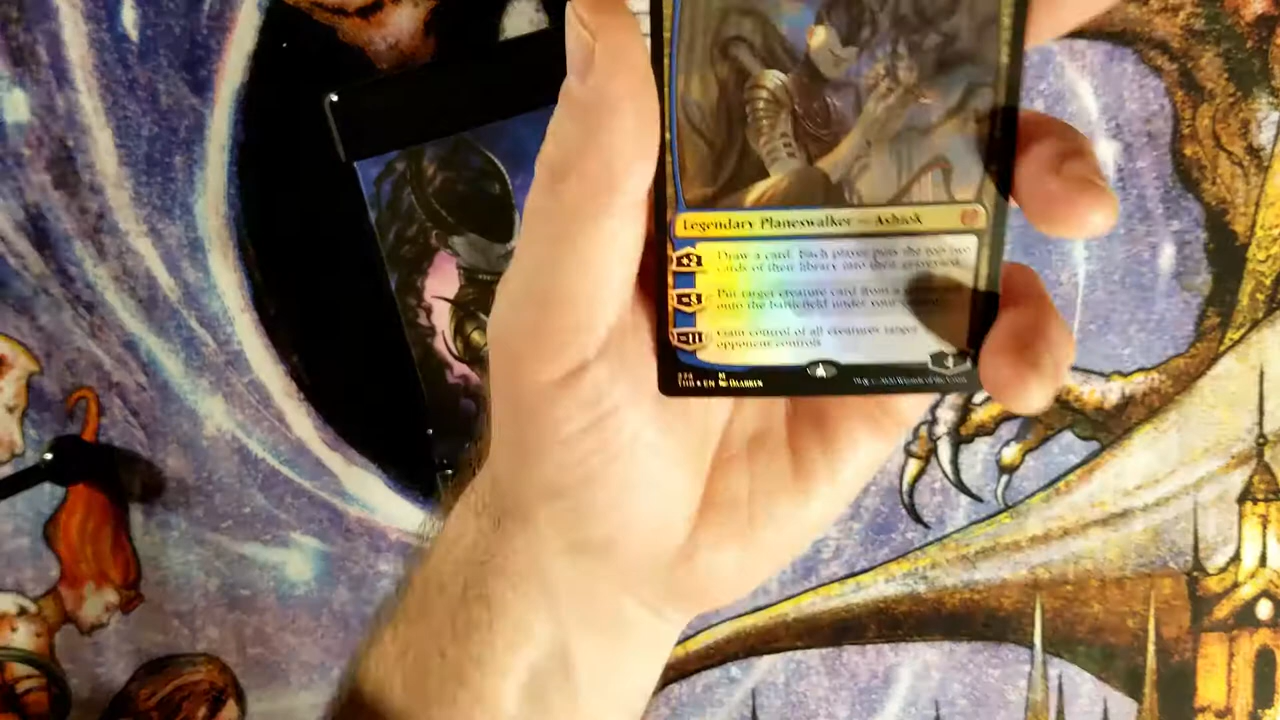 Legendary Planeswalker — Ashiok
+2
Draw a card. Each player puts the top two
cards of their library into their graveyard.
-3
Put target creature card from a
onto the battlefield under your
-11
Gain control of all creatures target
opponent controls
274 M
THB EN
4